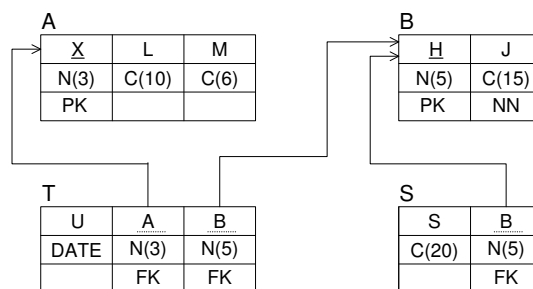 A
X L M
N(3) C(10) C(6)
PK
B
H J
N(5) C(15)
PK NN
T
U A B
DATE N(3) N(5)
FK FK
S
S B
C(20) N(5)
FK